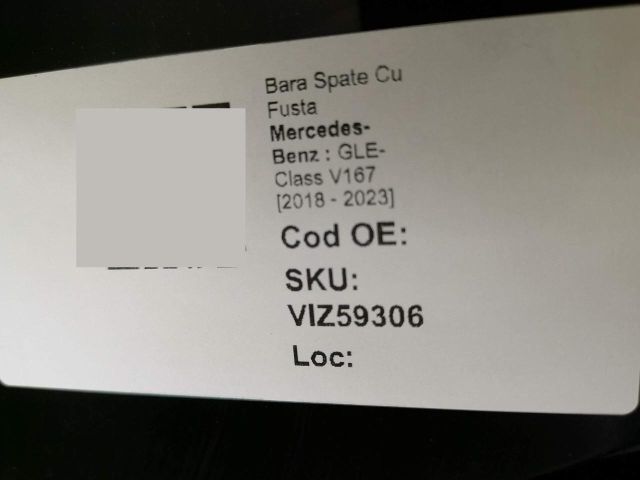 Bara Spate Cu
Fusta
Mercedes-
Benz : GLE-
Class V167
[2018 - 2023]
Cod OE:
SKU:
VIZ59306
Loc: